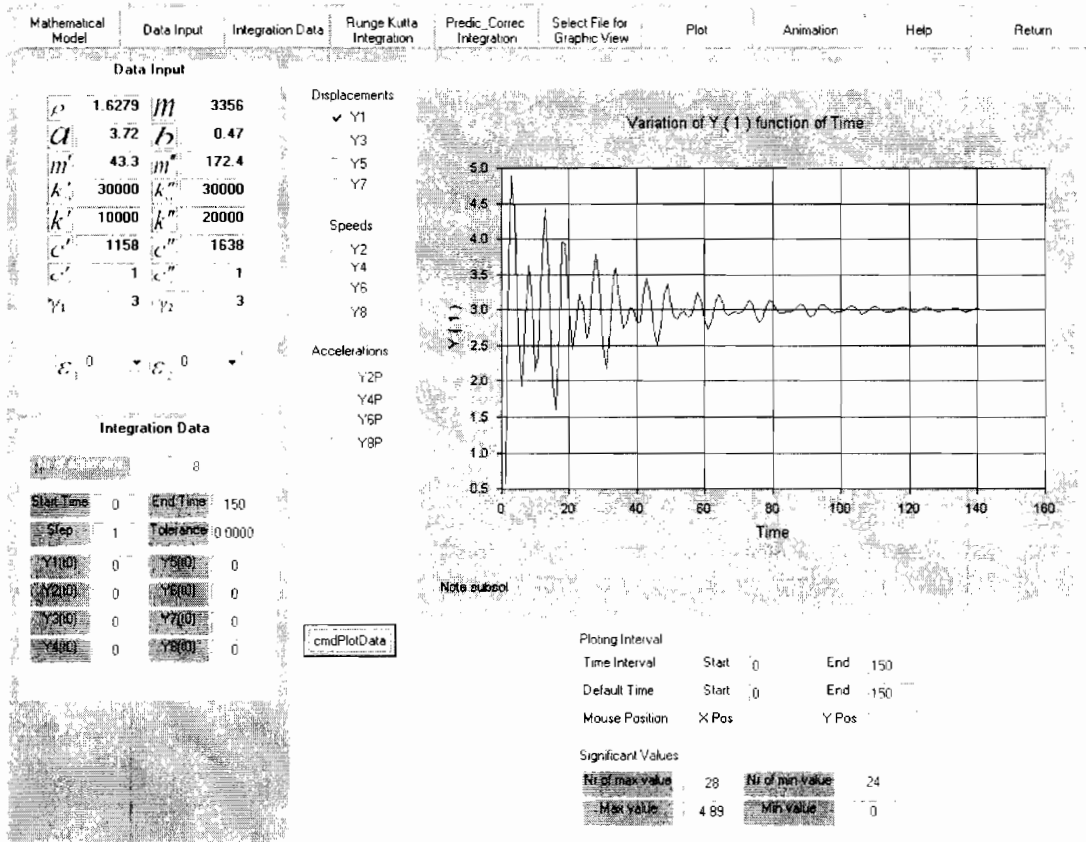 Mathematical Model
Data Input
Integration Data
Runge Kutta Integration
Predic_Correc Integration
Select File for Graphic View
Plot
Animation
Help
Return
Data Input
ρ 1.6279 m 3356
a 3.72 b 0.47
m' 43.3 m" 172.4
k' 30000 k" 30000
k' 10000 k" 20000
c' 1158 c" 1638
c' 1 c" 1
γ1 3 γ2 3
ε1 0 ε 0
Integration Data
8
Start Time 0 End Time 150
Step 1 Tolerance 0.0000
Y1(t0) 0 Y5(t0) 0
Y2(t0) 0 Y6(t0) 0
Y3(t0) 0 Y7(t0) 0
Y4(t0) 0 Y8(t0) 0
Displacements
✓ Y1
Y3
Y5
Y7
Speeds
Y2
Y4
Y6
Y8
Accelerations
Y2P
Y4P
Y6P
Y8P
cmdPlotData
Variation of Y ( 1 ) function of Time
Y ( 1 )
5.0
4.5
4.0
3.5
3.0
2.5
2.0
1.5
1.0
0.5
0 20 40 60 80 100 120 140 160
Time
Note subsol
Ploting Interval
Time Interval Start 0 End 150
Default Time Start 0 End 150
Mouse Position X Pos Y Pos
Significant Values
Nr of max value 28 Nr of min value 24
Max value 4.89 Min value 0